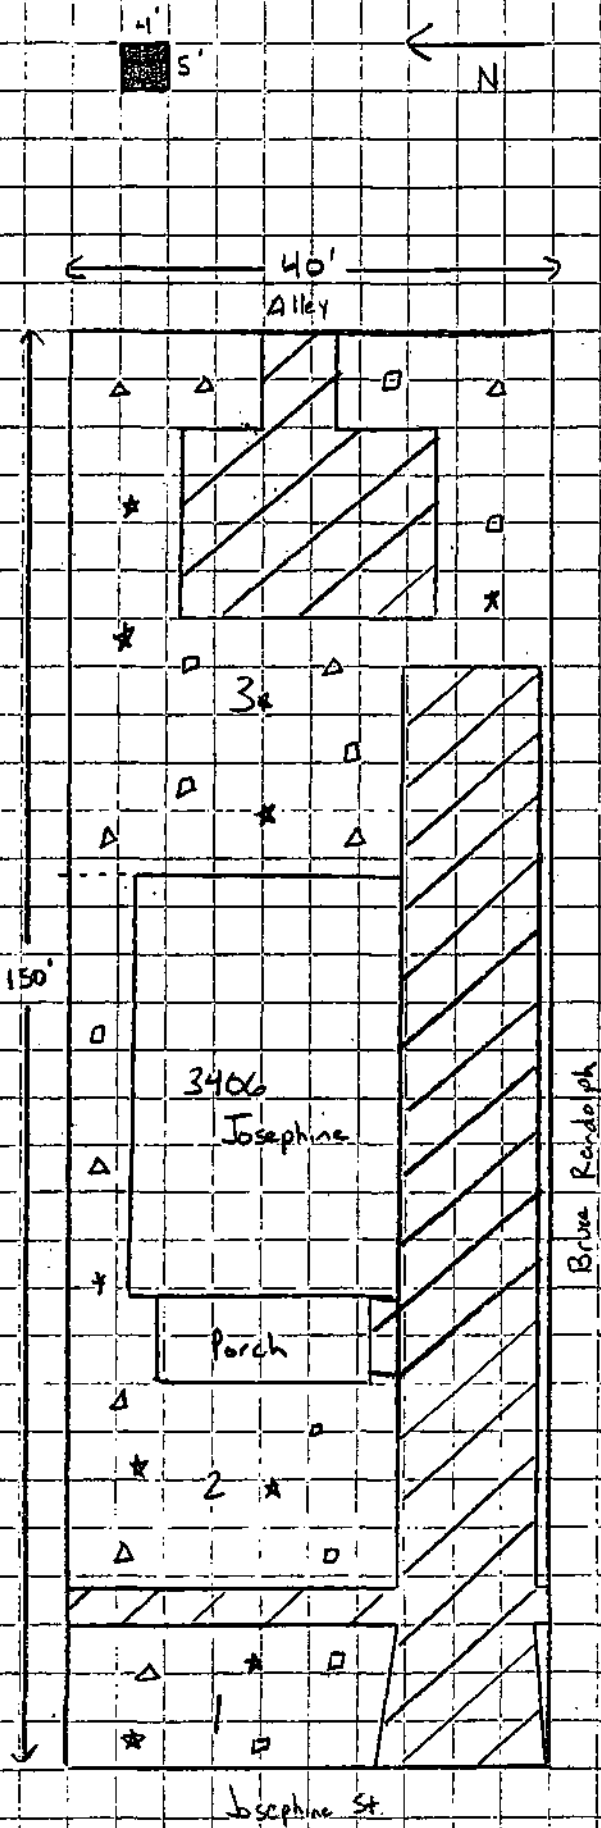 4'
5'
N
40'
Alley
3
150'
3406
Josephine
Bruce Randolph
Porch
2
1
Josephine St.